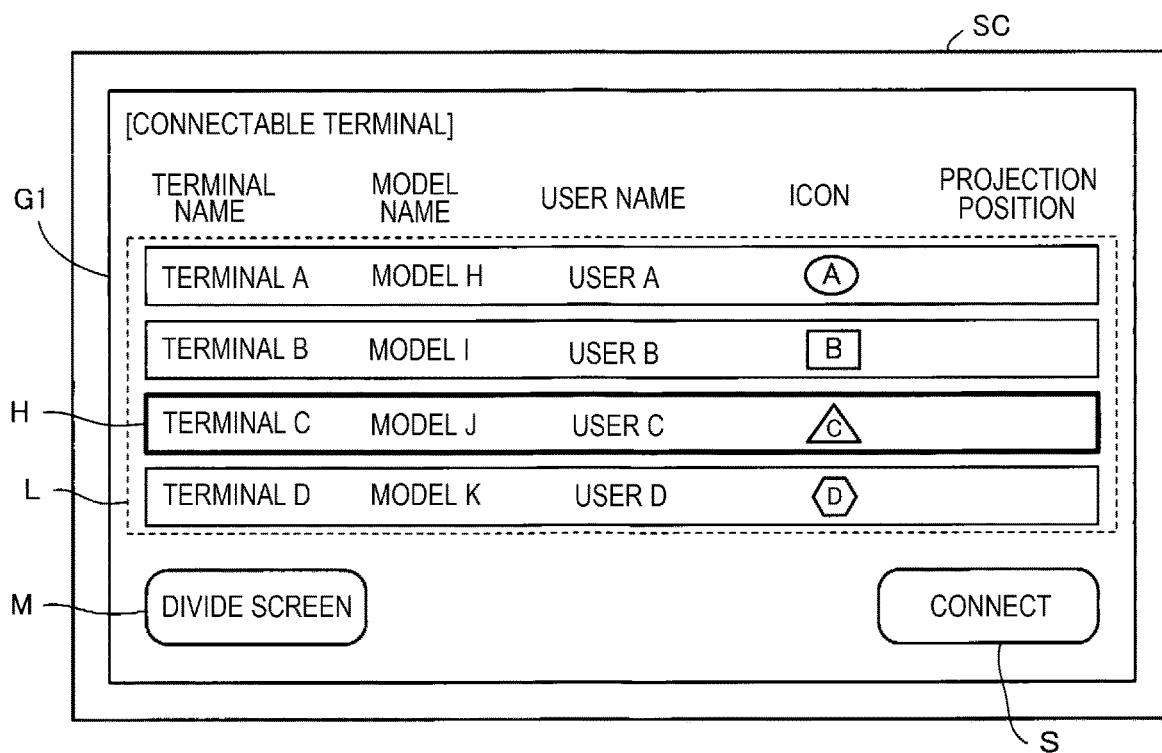 SC
[CONNECTABLE TERMINAL]
TERMINAL NAME MODEL NAME USER NAME ICON PROJECTION POSITION
G1
TERMINAL A MODEL H USER A A
TERMINAL B MODEL I USER B B
H TERMINAL C MODEL J USER C C
L TERMINAL D MODEL K USER D D
M DIVIDE SCREEN CONNECT
S